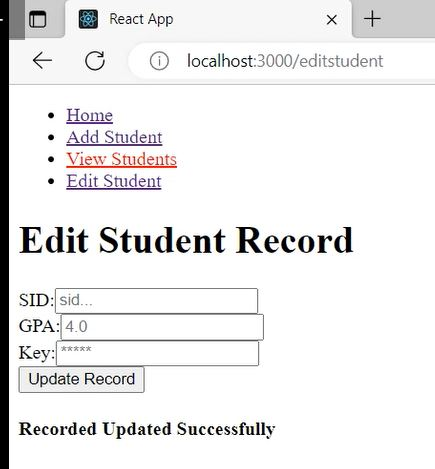 React App
localhost:3000/editstudent
Home
Add Student
View Students
Edit Student
Edit Student Record
SID: sid...
GPA: 4.0
Key: *****
Update Record
Recorded Updated Successfully